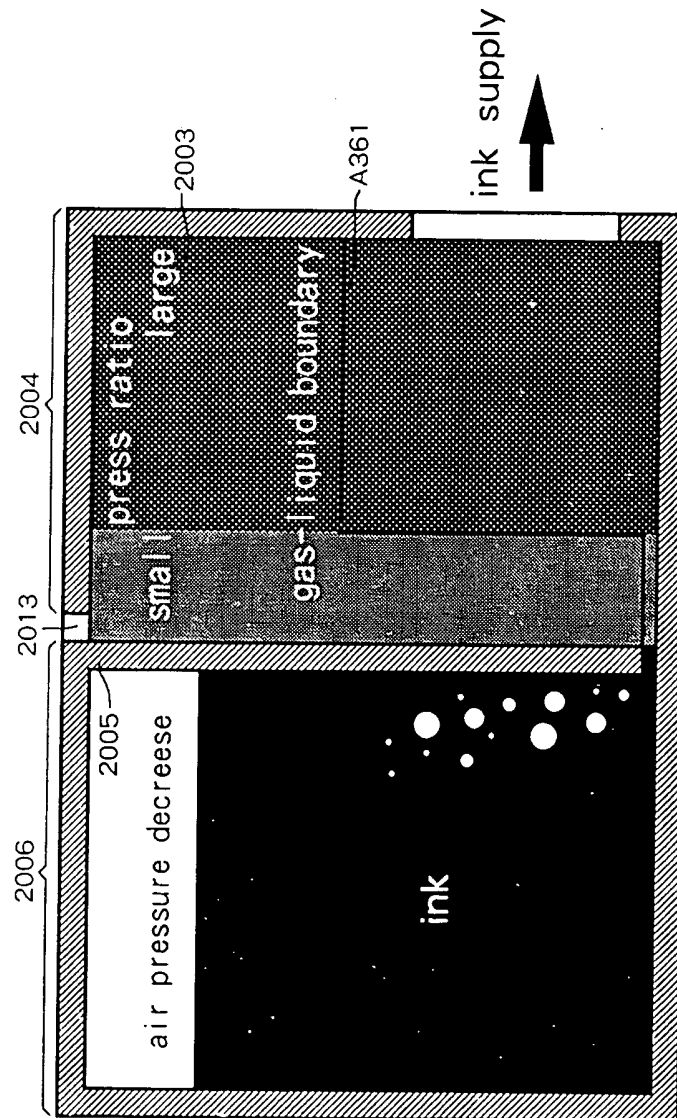 2006
2013
2004
2005
2003
A361
air pressure decreese
press ratio
small large
gas-liquid boundary
ink
ink supply